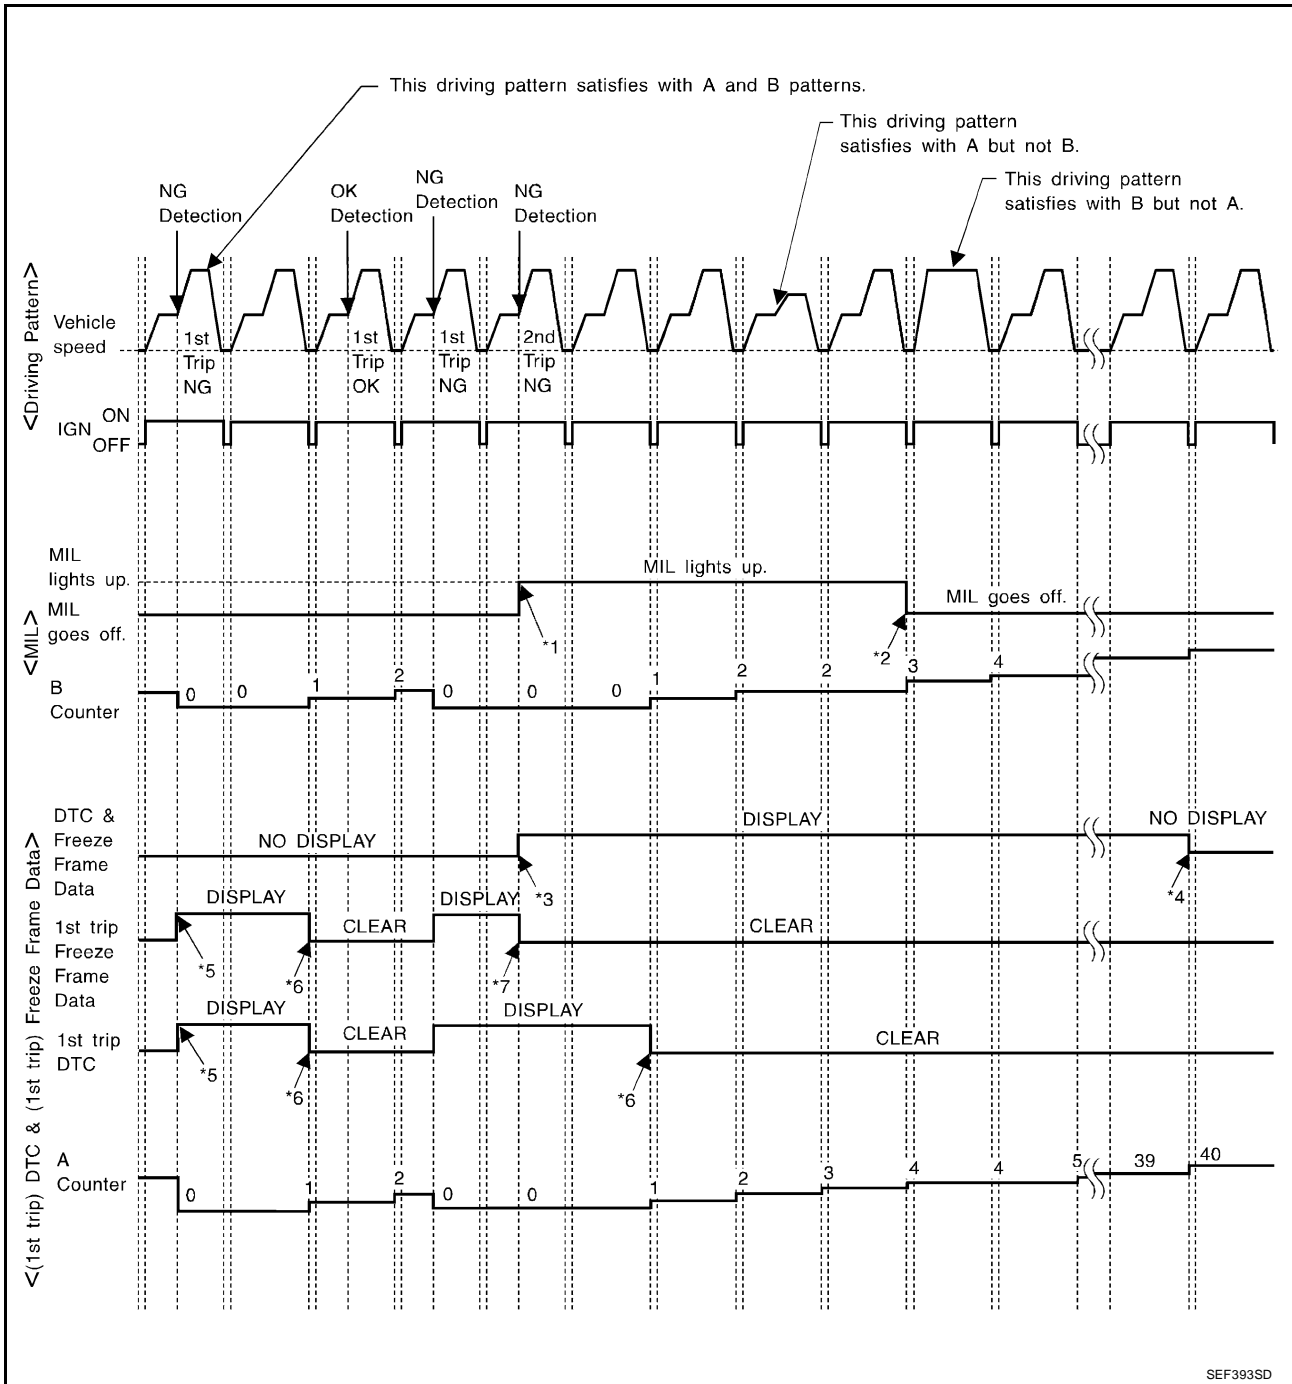 This driving pattern satisfies with A and B patterns.
This driving pattern
satisfies with A but not B.
This driving pattern
satisfies with B but not A.
NG
Detection
OK
Detection
NG
Detection
NG
Detection
<Driving Pattern>
Vehicle
speed
1st
Trip
NG
1st
Trip
OK
1st
Trip
NG
2nd
Trip
NG
IGN
ON
OFF
<MIL>
MIL
lights up.
MIL
goes off.
MIL lights up.
MIL goes off.
*1
*2
B
Counter
0 0 1 2 0 0 0 1 2 2 3 4
<(1st trip) DTC & (1st trip) Freeze Frame Data>
DTC &
Freeze
Frame
Data
NO DISPLAY
DISPLAY
NO DISPLAY
*3
*4
1st trip
Freeze
Frame
Data
DISPLAY
CLEAR
DISPLAY
CLEAR
*5
*6
*7
1st trip
DTC
DISPLAY
CLEAR
DISPLAY
CLEAR
*5
*6
*6
A
Counter
0 1 2 0 0 1 2 3 4 4 5 39 40
SEF393SD